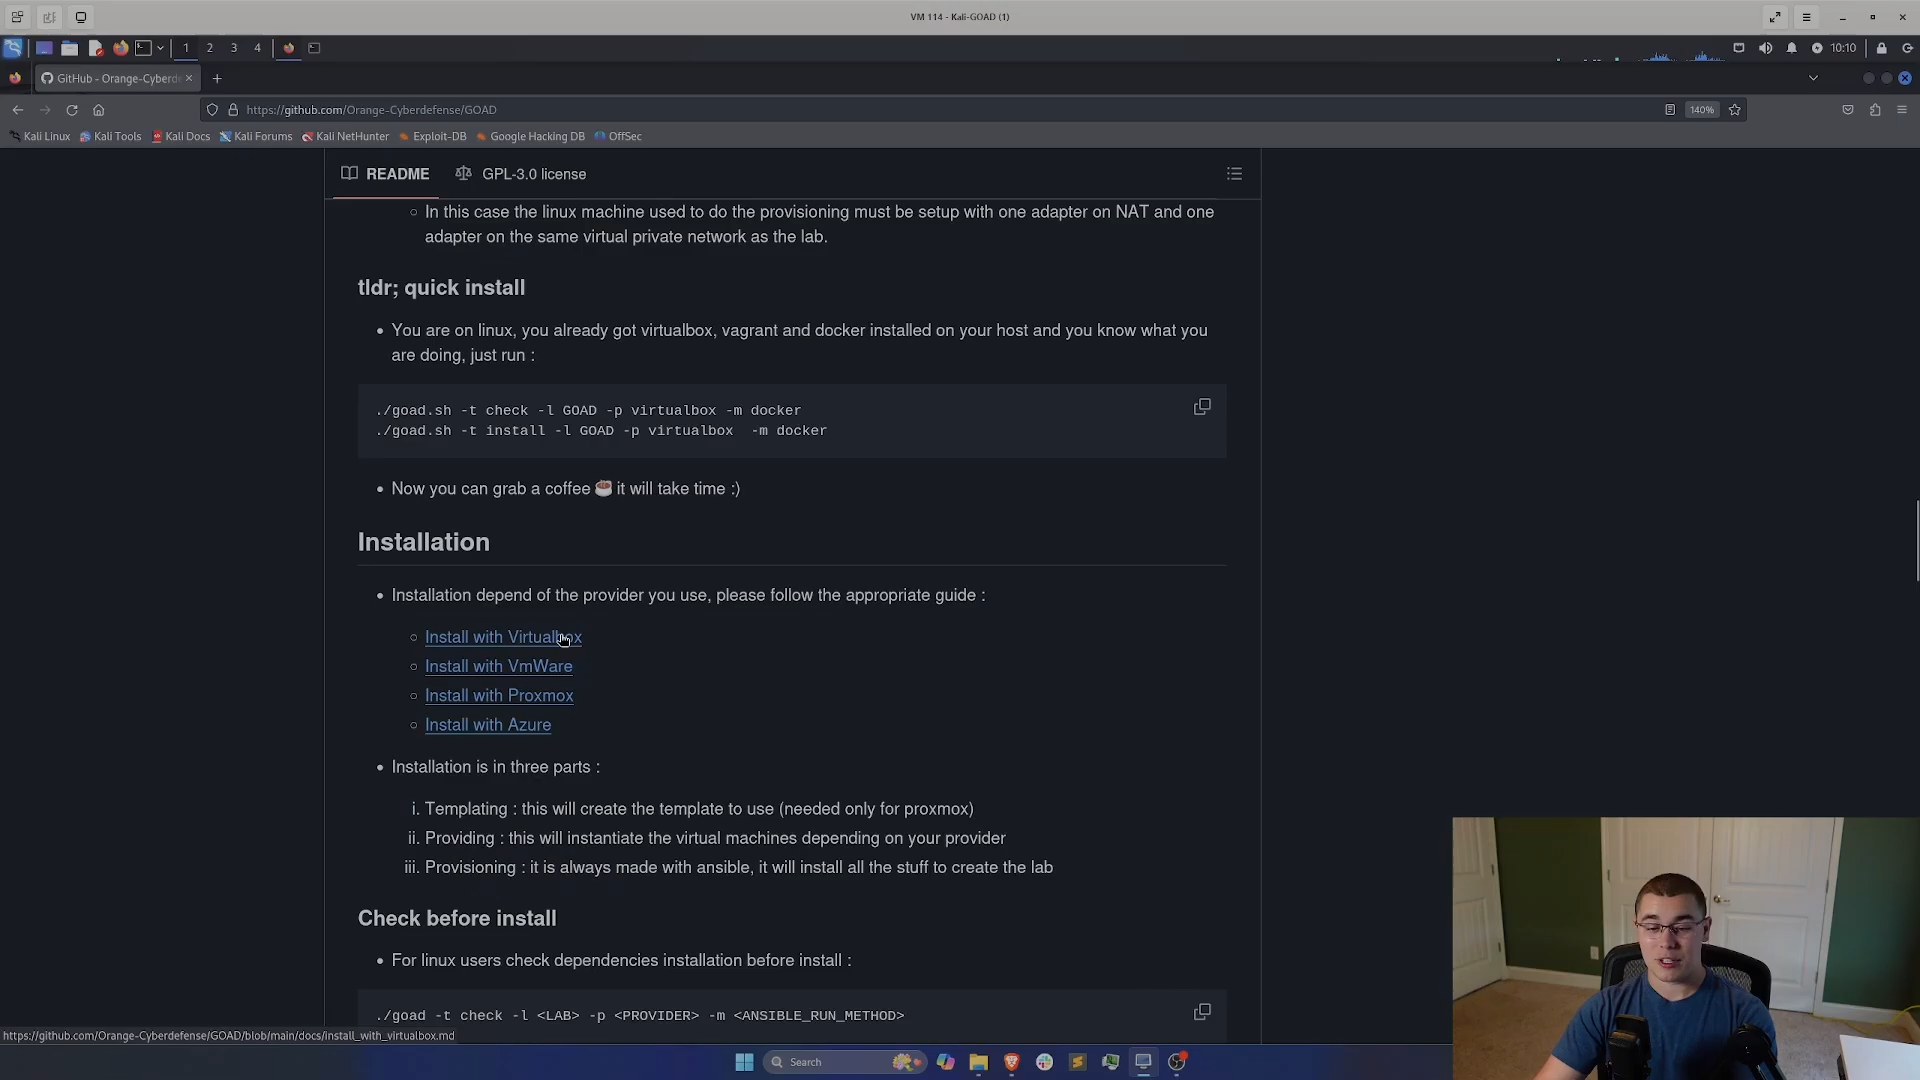 VM 114 - Kali-GOAD (1)
1 2 3 4
10:10
GitHub - Orange-Cyberde
https://github.com/Orange-Cyberdefense/GOAD
140%
Kali Linux Kali Tools Kali Docs Kali Forums Kali NetHunter Exploit-DB Google Hacking DB OffSec
README GPL-3.0 license
In this case the linux machine used to do the provisioning must be setup with one adapter on NAT and one
adapter on the same virtual private network as the lab.
tldr; quick install
You are on linux, you already got virtualbox, vagrant and docker installed on your host and you know what you
are doing, just run :
./goad.sh -t check -l GOAD -p virtualbox -m docker
./goad.sh -t install -l GOAD -p virtualbox  -m docker
Now you can grab a coffee ☕ it will take time :)
Installation
Installation depend of the provider you use, please follow the appropriate guide :
Install with Virtualbox
Install with VmWare
Install with Proxmox
Install with Azure
Installation is in three parts :
i. Templating : this will create the template to use (needed only for proxmox)
ii. Providing : this will instantiate the virtual machines depending on your provider
iii. Provisioning : it is always made with ansible, it will install all the stuff to create the lab
Check before install
For linux users check dependencies installation before install :
./goad -t check -l <LAB> -p <PROVIDER> -m <ANSIBLE_RUN_METHOD>
https://github.com/Orange-Cyberdefense/GOAD/blob/main/docs/install_with_virtualbox.md
Search